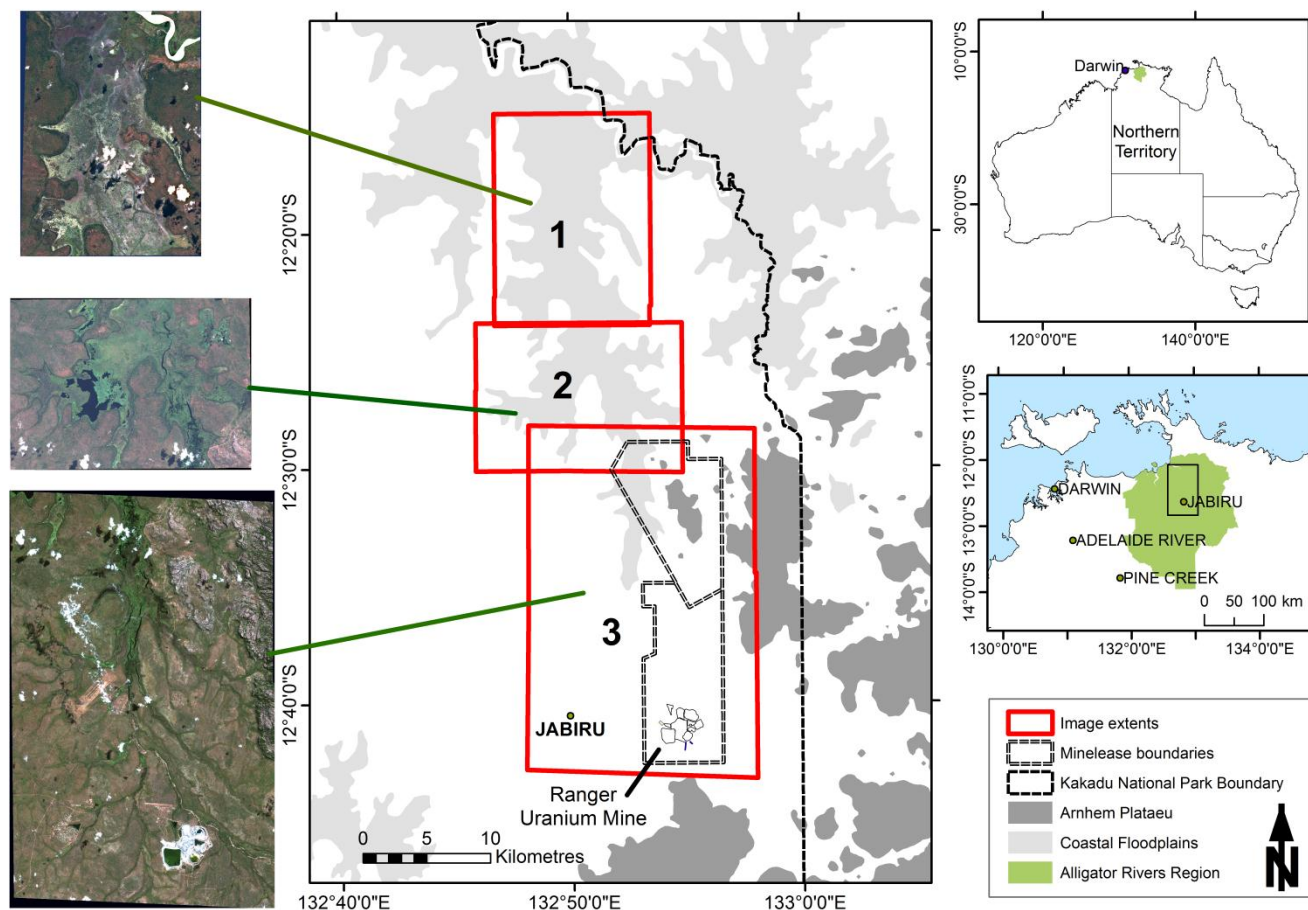 1
2
3
JABIRU
Ranger
Uranium Mine
0 5 10
Kilometres
12°20'0"S
12°30'0"S
12°40'0"S
132°40'0"E 132°50'0"E 133°0'0"E
Darwin
Northern
Territory
10°0'0"S
30°0'0"S
120°0'0"E 140°0'0"E
DARWIN
JABIRU
ADELAIDE RIVER
PINE CREEK
0 50 100 km
11°0'0"S
12°0'0"S
13°0'0"S
14°0'0"S
130°0'0"E 132°0'0"E 134°0'0"E
Image extents
Minelease boundaries
Kakadu National Park Boundary
Arnhem Plataeu
Coastal Floodplains
Alligator Rivers Region
N